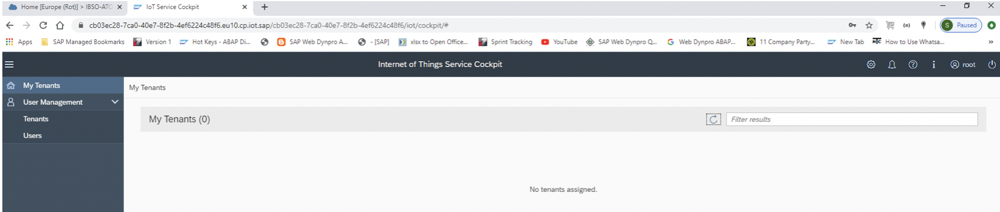 Home [Europe (Rot)] > IBSO-ATC
IoT Service Cockpit
cb03ec28-7ca0-40e7-8f2b-4ef6224c48f6.eu10.cp.iot.sap/cb03ec28-7ca0-40e7-8f2b-4ef6224c48f6/iot/cockpit/#
S Paused
Apps SAP Managed Bookmarks Version 1 Hot Keys - ABAP Di... SAP Web Dynpro A... - [SAP] xlsx to Open Office... Sprint Tracking YouTube SAP Web Dynpro Q... Web Dynpro ABAP... 11 Company Party... New Tab How to Use Whatsa... »
Internet of Things Service Cockpit
root
My Tenants
User Management
Tenants
Users
My Tenants
My Tenants (0)
Filter results
No tenants assigned.